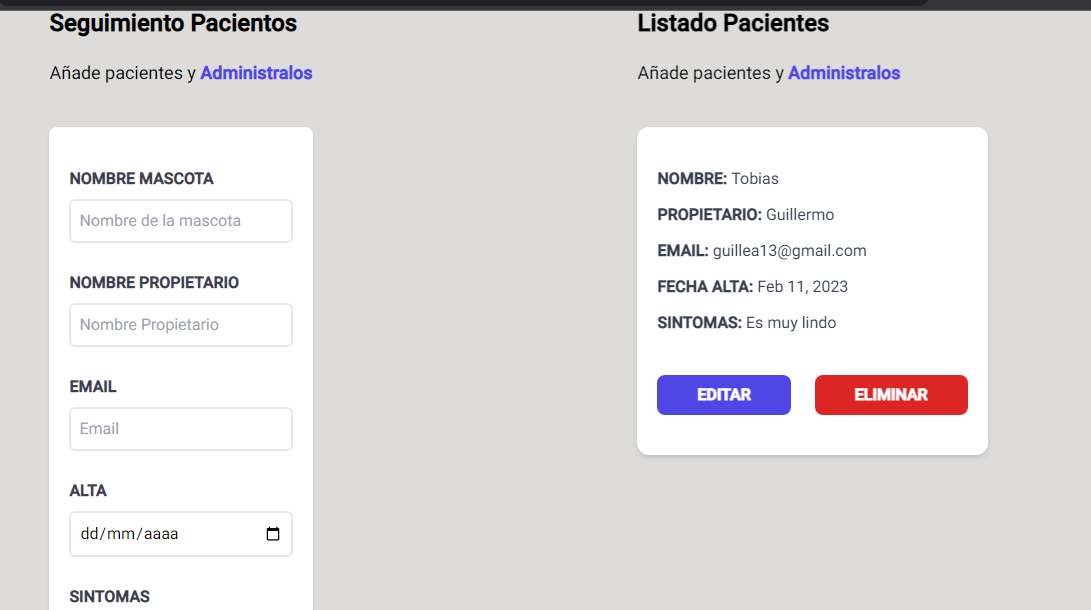 Seguimiento Pacientos
Añade pacientes y Administralos
NOMBRE MASCOTA
Nombre de la mascota
NOMBRE PROPIETARIO
Nombre Propietario
EMAIL
Email
ALTA
dd/mm/aaaa
SINTOMAS
Listado Pacientes
Añade pacientes y Administralos
NOMBRE: Tobias
PROPIETARIO: Guillermo
EMAIL: guillea13@gmail.com
FECHA ALTA: Feb 11, 2023
SINTOMAS: Es muy lindo
EDITAR
ELIMINAR